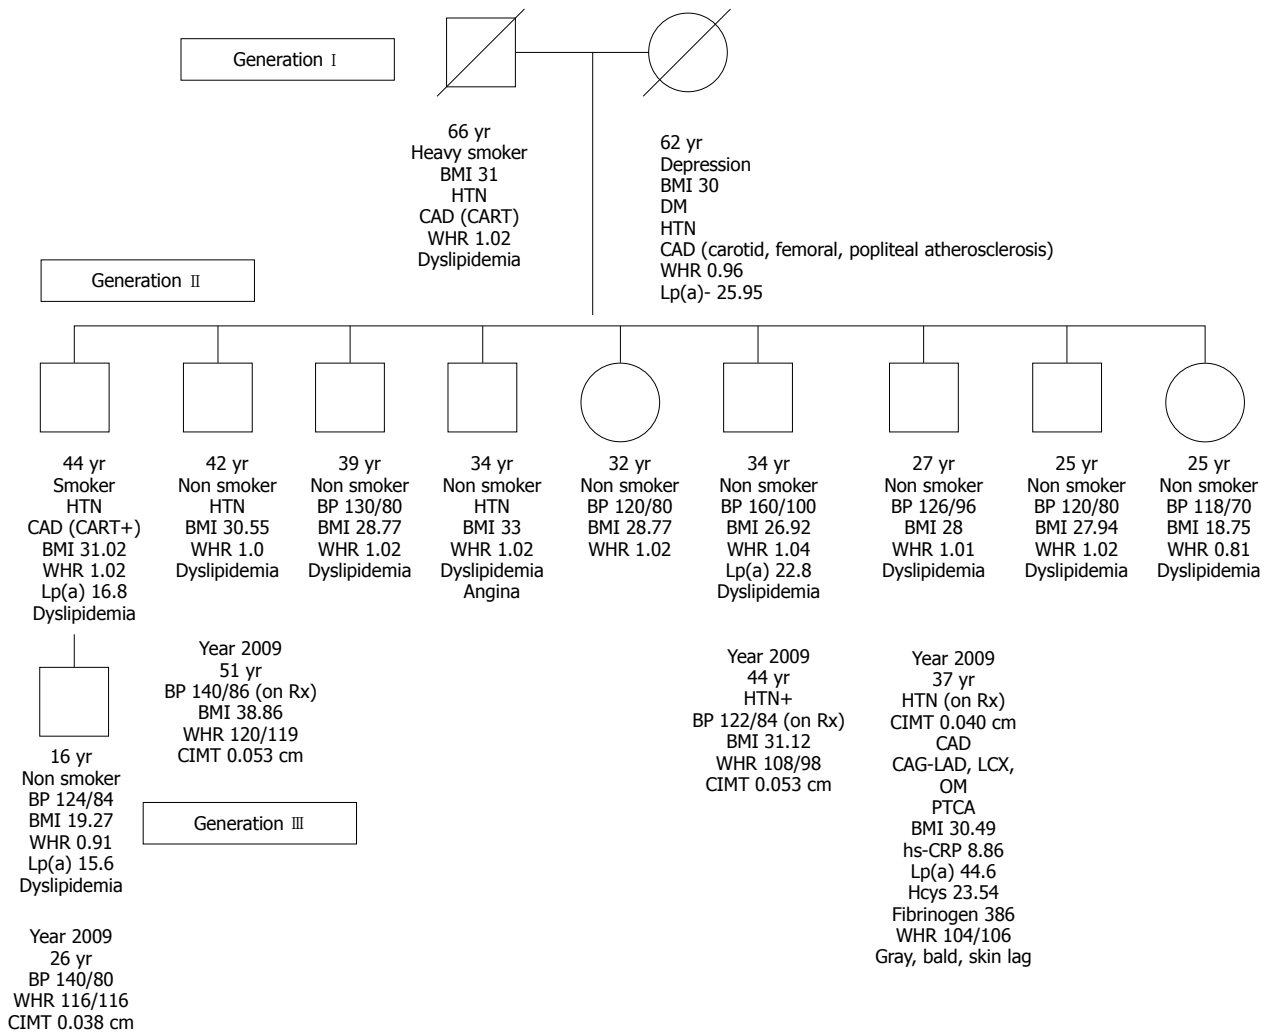 Generation Ⅰ
66 yr
Heavy smoker
BMI 31
HTN
CAD (CART)
WHR 1.02
Dyslipidemia
62 yr
Depression
BMI 30
DM
HTN
CAD (carotid, femoral, popliteal atherosclerosis)
WHR 0.96
Lp(a)- 25.95
Generation Ⅱ
44 yr
Smoker
HTN
CAD (CART+)
BMI 31.02
WHR 1.02
Lp(a) 16.8
Dyslipidemia
42 yr
Non smoker
HTN
BMI 30.55
WHR 1.0
Dyslipidemia
39 yr
Non smoker
BP 130/80
BMI 28.77
WHR 1.02
Dyslipidemia
34 yr
Non smoker
HTN
BMI 33
WHR 1.02
Dyslipidemia
Angina
32 yr
Non smoker
BP 120/80
BMI 28.77
WHR 1.02
34 yr
Non smoker
BP 160/100
BMI 26.92
WHR 1.04
Lp(a) 22.8
Dyslipidemia
27 yr
Non smoker
BP 126/96
BMI 28
WHR 1.01
Dyslipidemia
25 yr
Non smoker
BP 120/80
BMI 27.94
WHR 1.02
Dyslipidemia
25 yr
Non smoker
BP 118/70
BMI 18.75
WHR 0.81
Dyslipidemia
Year 2009
51 yr
BP 140/86 (on Rx)
BMI 38.86
WHR 120/119
CIMT 0.053 cm
Year 2009
44 yr
HTN+
BP 122/84 (on Rx)
BMI 31.12
WHR 108/98
CIMT 0.053 cm
Year 2009
37 yr
HTN (on Rx)
CIMT 0.040 cm
CAD
CAG-LAD, LCX,
OM
PTCA
BMI 30.49
hs-CRP 8.86
Lp(a) 44.6
Hcys 23.54
Fibrinogen 386
WHR 104/106
Gray, bald, skin lag
16 yr
Non smoker
BP 124/84
BMI 19.27
WHR 0.91
Lp(a) 15.6
Dyslipidemia
Generation Ⅲ
Year 2009
26 yr
BP 140/80
WHR 116/116
CIMT 0.038 cm